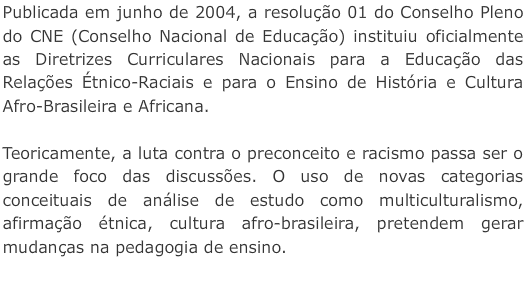 Publicada em junho de 2004, a resolução 01 do Conselho Pleno
do CNE (Conselho Nacional de Educação) instituiu oficialmente
as Diretrizes Curriculares Nacionais para a Educação das
Relações Étnico-Raciais e para o Ensino de História e Cultura
Afro-Brasileira e Africana.
Teoricamente, a luta contra o preconceito e racismo passa ser o
grande foco das discussões. O uso de novas categorias
conceituais de análise de estudo como multiculturalismo,
afirmação étnica, cultura afro-brasileira, pretendem gerar
mudanças na pedagogia de ensino.